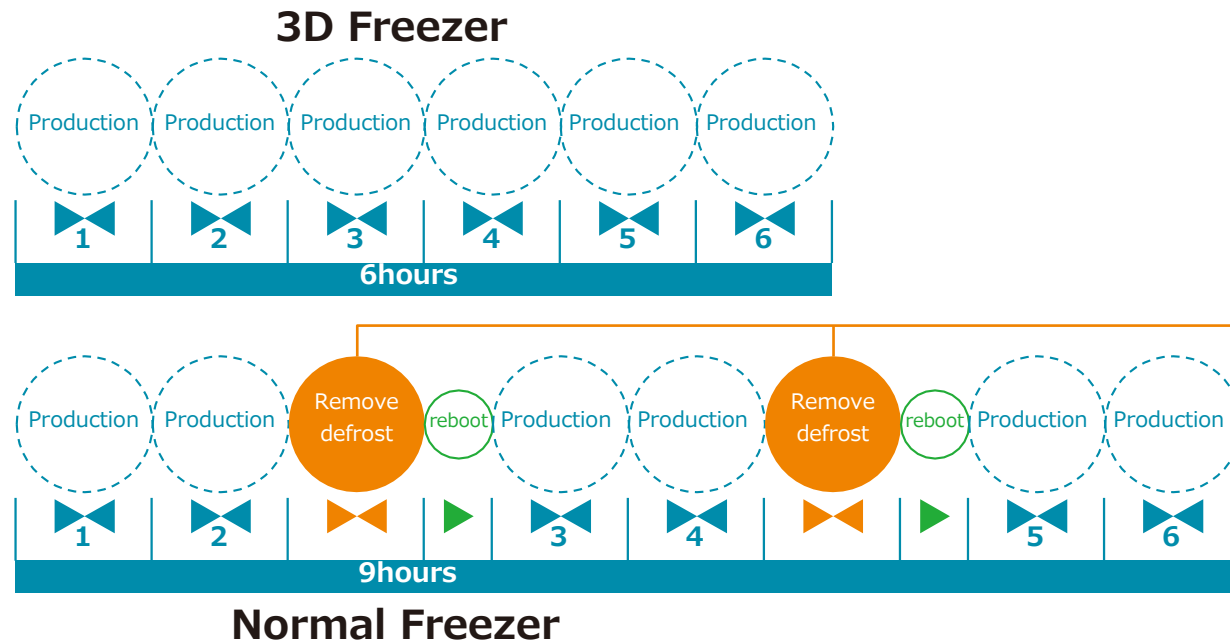 3D Freezer
Production Production Production Production Production Production
1 2 3 4 5 6
6hours
Production Production Remove defrost reboot Production Production Remove defrost reboot Production Production
1 2 3 4 5 6
9hours
Normal Freezer